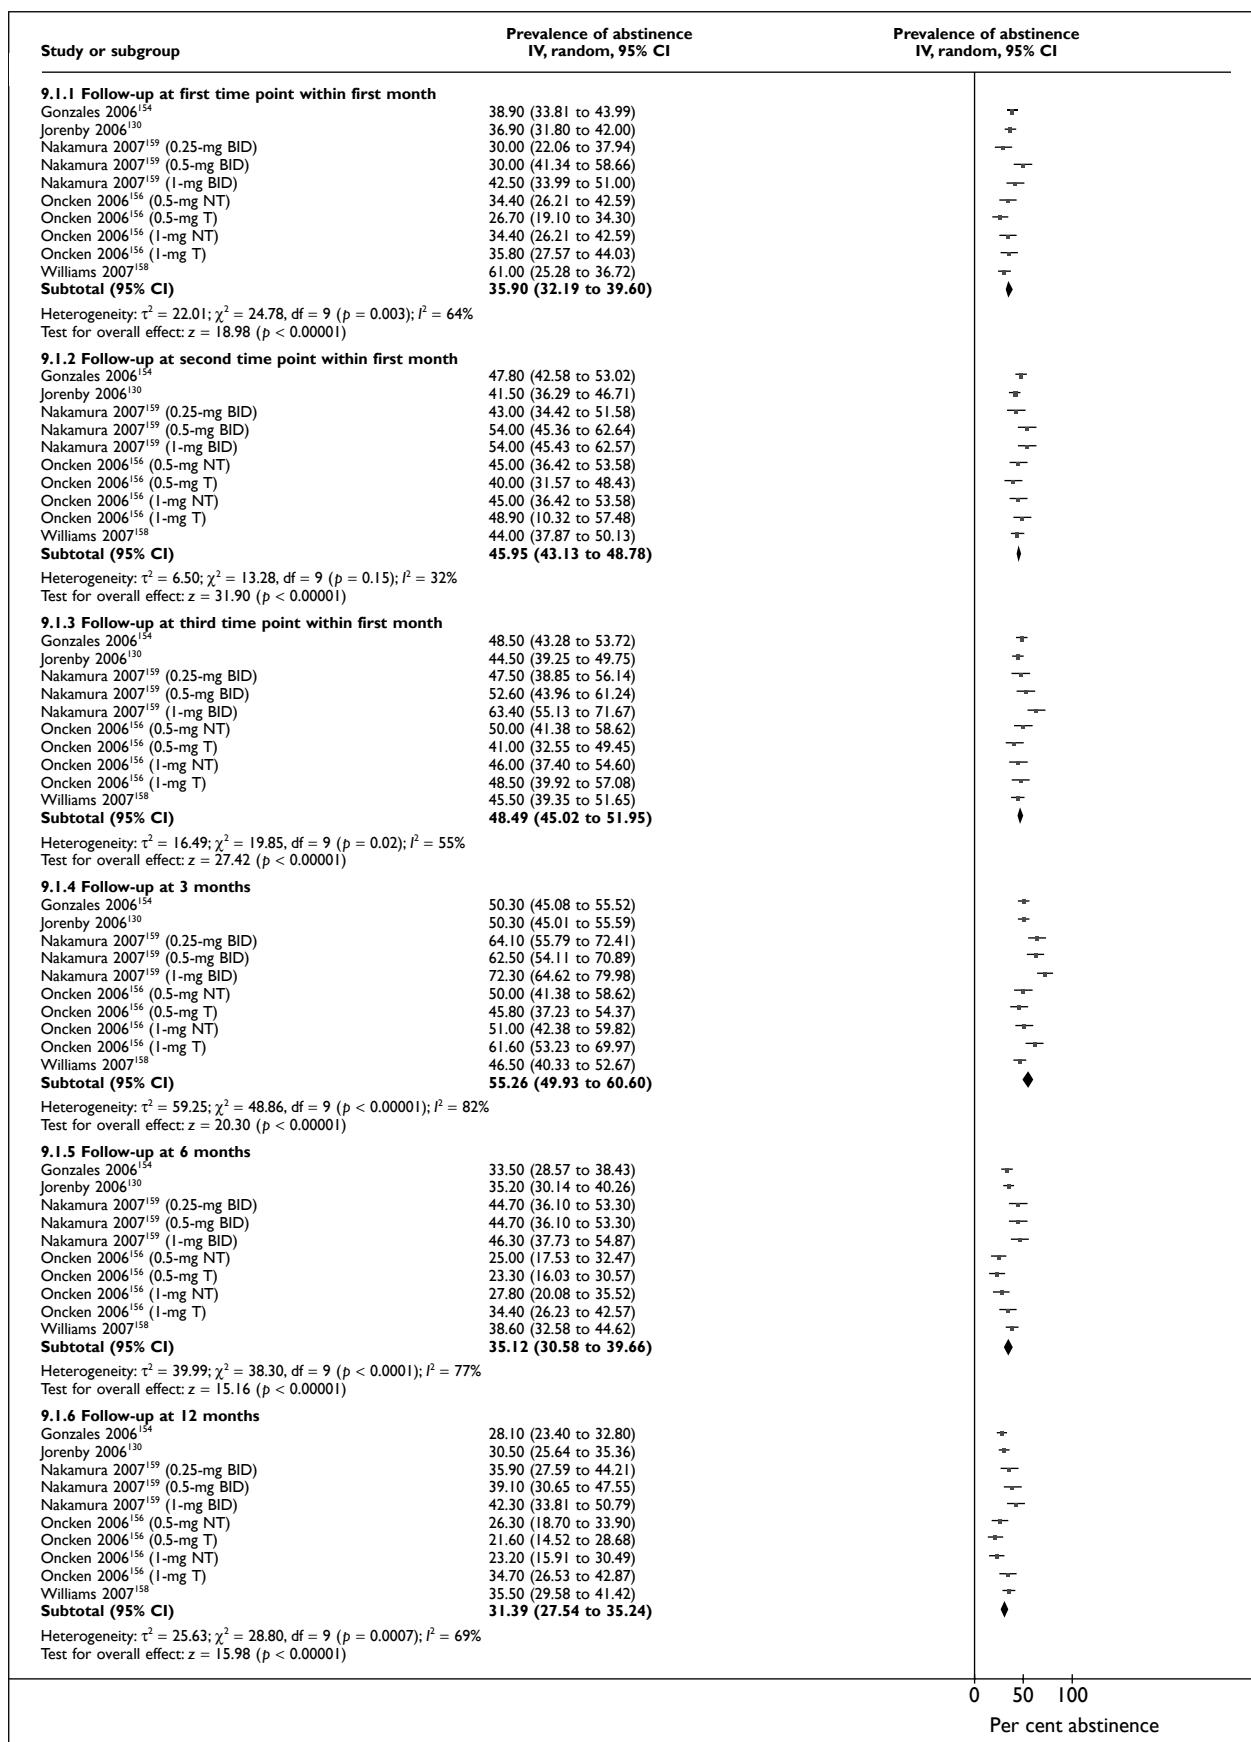 Study or subgroup
Prevalence of abstinence
IV, random, 95% CI
Prevalence of abstinence
IV, random, 95% CI
9.1.1 Follow-up at first time point within first month
Gonzales 2006¹⁵⁴ 38.90 (33.81 to 43.99)
Jorenby 2006¹³⁰ 36.90 (31.80 to 42.00)
Nakamura 2007¹⁵⁹ (0.25-mg BID) 30.00 (22.06 to 37.94)
Nakamura 2007¹⁵⁹ (0.5-mg BID) 30.00 (41.34 to 58.66)
Nakamura 2007¹⁵⁹ (1-mg BID) 42.50 (33.99 to 51.00)
Oncken 2006¹⁵⁶ (0.5-mg NT) 34.40 (26.21 to 42.59)
Oncken 2006¹⁵⁶ (0.5-mg T) 26.70 (19.10 to 34.30)
Oncken 2006¹⁵⁶ (1-mg NT) 34.40 (26.21 to 42.59)
Oncken 2006¹⁵⁶ (1-mg T) 35.80 (27.57 to 44.03)
Williams 2007¹⁵⁸ 61.00 (25.28 to 36.72)
Subtotal (95% CI) 35.90 (32.19 to 39.60)
Heterogeneity: τ² = 22.01; χ² = 24.78, df = 9 (p = 0.003); I² = 64%
Test for overall effect: z = 18.98 (p < 0.00001)
9.1.2 Follow-up at second time point within first month
Gonzales 2006¹⁵⁴ 47.80 (42.58 to 53.02)
Jorenby 2006¹³⁰ 41.50 (36.29 to 46.71)
Nakamura 2007¹⁵⁹ (0.25-mg BID) 43.00 (34.42 to 51.58)
Nakamura 2007¹⁵⁹ (0.5-mg BID) 54.00 (45.36 to 62.64)
Nakamura 2007¹⁵⁹ (1-mg BID) 54.00 (45.43 to 62.57)
Oncken 2006¹⁵⁶ (0.5-mg NT) 45.00 (36.42 to 53.58)
Oncken 2006¹⁵⁶ (0.5-mg T) 40.00 (31.57 to 48.43)
Oncken 2006¹⁵⁶ (1-mg NT) 45.00 (36.42 to 53.58)
Oncken 2006¹⁵⁶ (1-mg T) 48.90 (10.32 to 57.48)
Williams 2007¹⁵⁸ 44.00 (37.87 to 50.13)
Subtotal (95% CI) 45.95 (43.13 to 48.78)
Heterogeneity: τ² = 6.50; χ² = 13.28, df = 9 (p = 0.15); I² = 32%
Test for overall effect: z = 31.90 (p < 0.00001)
9.1.3 Follow-up at third time point within first month
Gonzales 2006¹⁵⁴ 48.50 (43.28 to 53.72)
Jorenby 2006¹³⁰ 44.50 (39.25 to 49.75)
Nakamura 2007¹⁵⁹ (0.25-mg BID) 47.50 (38.85 to 56.14)
Nakamura 2007¹⁵⁹ (0.5-mg BID) 52.60 (43.96 to 61.24)
Nakamura 2007¹⁵⁹ (1-mg BID) 63.40 (55.13 to 71.67)
Oncken 2006¹⁵⁶ (0.5-mg NT) 50.00 (41.38 to 58.62)
Oncken 2006¹⁵⁶ (0.5-mg T) 41.00 (32.55 to 49.45)
Oncken 2006¹⁵⁶ (1-mg NT) 46.00 (37.40 to 54.60)
Oncken 2006¹⁵⁶ (1-mg T) 48.50 (39.92 to 57.08)
Williams 2007¹⁵⁸ 45.50 (39.35 to 51.65)
Subtotal (95% CI) 48.49 (45.02 to 51.95)
Heterogeneity: τ² = 16.49; χ² = 19.85, df = 9 (p = 0.02); I² = 55%
Test for overall effect: z = 27.42 (p < 0.00001)
9.1.4 Follow-up at 3 months
Gonzales 2006¹⁵⁴ 50.30 (45.08 to 55.52)
Jorenby 2006¹³⁰ 50.30 (45.01 to 55.59)
Nakamura 2007¹⁵⁹ (0.25-mg BID) 64.10 (55.79 to 72.41)
Nakamura 2007¹⁵⁹ (0.5-mg BID) 62.50 (54.11 to 70.89)
Nakamura 2007¹⁵⁹ (1-mg BID) 72.30 (64.62 to 79.98)
Oncken 2006¹⁵⁶ (0.5-mg NT) 50.00 (41.38 to 58.62)
Oncken 2006¹⁵⁶ (0.5-mg T) 45.80 (37.23 to 54.37)
Oncken 2006¹⁵⁶ (1-mg NT) 51.00 (42.38 to 59.82)
Oncken 2006¹⁵⁶ (1-mg T) 61.60 (53.23 to 69.97)
Williams 2007¹⁵⁸ 46.50 (40.33 to 52.67)
Subtotal (95% CI) 55.26 (49.93 to 60.60)
Heterogeneity: τ² = 59.25; χ² = 48.86, df = 9 (p < 0.00001); I² = 82%
Test for overall effect: z = 20.30 (p < 0.00001)
9.1.5 Follow-up at 6 months
Gonzales 2006¹⁵⁴ 33.50 (28.57 to 38.43)
Jorenby 2006¹³⁰ 35.20 (30.14 to 40.26)
Nakamura 2007¹⁵⁹ (0.25-mg BID) 44.70 (36.10 to 53.30)
Nakamura 2007¹⁵⁹ (0.5-mg BID) 44.70 (36.10 to 53.30)
Nakamura 2007¹⁵⁹ (1-mg BID) 46.30 (37.73 to 54.87)
Oncken 2006¹⁵⁶ (0.5-mg NT) 25.00 (17.53 to 32.47)
Oncken 2006¹⁵⁶ (0.5-mg T) 23.30 (16.03 to 30.57)
Oncken 2006¹⁵⁶ (1-mg NT) 27.80 (20.08 to 35.52)
Oncken 2006¹⁵⁶ (1-mg T) 34.40 (26.23 to 42.57)
Williams 2007¹⁵⁸ 38.60 (32.58 to 44.62)
Subtotal (95% CI) 35.12 (30.58 to 39.66)
Heterogeneity: τ² = 39.99; χ² = 38.30, df = 9 (p < 0.0001); I² = 77%
Test for overall effect: z = 15.16 (p < 0.00001)
9.1.6 Follow-up at 12 months
Gonzales 2006¹⁵⁴ 28.10 (23.40 to 32.80)
Jorenby 2006¹³⁰ 30.50 (25.64 to 35.36)
Nakamura 2007¹⁵⁹ (0.25-mg BID) 35.90 (27.59 to 44.21)
Nakamura 2007¹⁵⁹ (0.5-mg BID) 39.10 (30.65 to 47.55)
Nakamura 2007¹⁵⁹ (1-mg BID) 42.30 (33.81 to 50.79)
Oncken 2006¹⁵⁶ (0.5-mg NT) 26.30 (18.70 to 33.90)
Oncken 2006¹⁵⁶ (0.5-mg T) 21.60 (14.52 to 28.68)
Oncken 2006¹⁵⁶ (1-mg NT) 23.20 (15.91 to 30.49)
Oncken 2006¹⁵⁶ (1-mg T) 34.70 (26.53 to 42.87)
Williams 2007¹⁵⁸ 35.50 (29.58 to 41.42)
Subtotal (95% CI) 31.39 (27.54 to 35.24)
Heterogeneity: τ² = 25.63; χ² = 28.80, df = 9 (p = 0.0007); I² = 69%
Test for overall effect: z = 15.98 (p < 0.00001)
0 50 100
Per cent abstinence